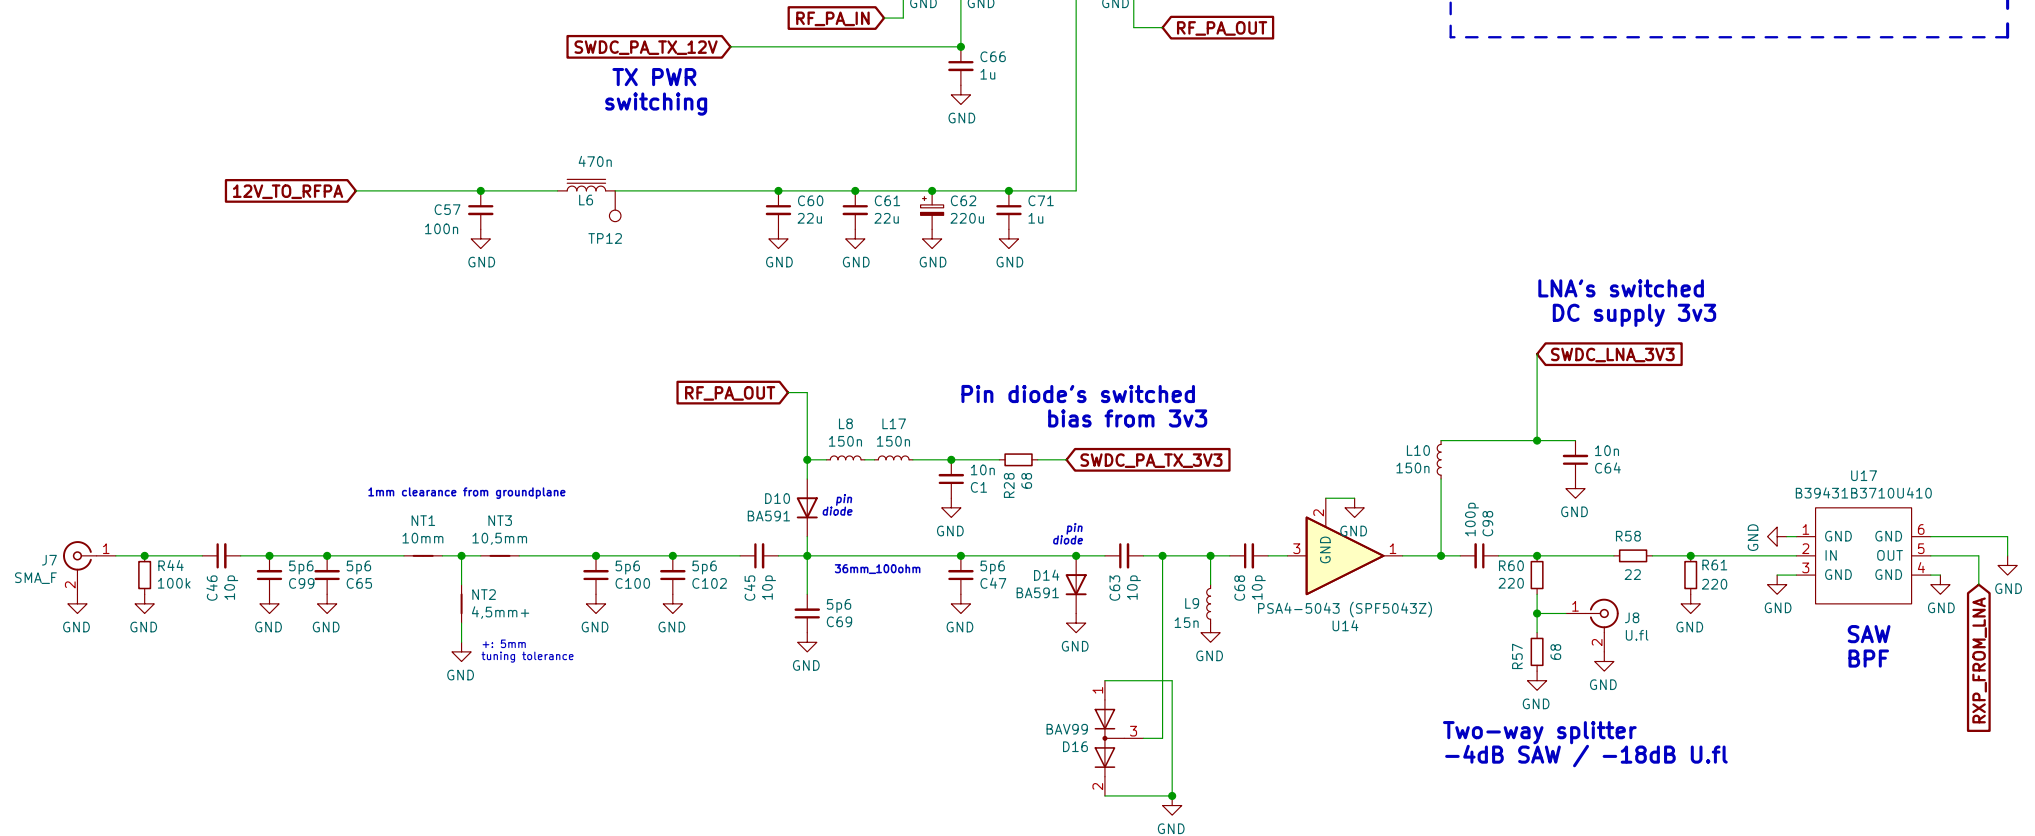 GND
GND
GND
RF_PA_IN
RF_PA_OUT
SWDC_PA_TX_12V
C66
1u
GND
TX PWR
switching
12V_TO_RFPA
470n
L6
TP12
C57
100n
GND
C60
22u
GND
C61
22u
GND
C62
220u
GND
C71
1u
GND
LNA's switched
DC supply 3v3
SWDC_LNA_3V3
RF_PA_OUT
Pin diode's switched
bias from 3v3
L8
150n
L17
150n
10n
C1
GND
R28
68
SWDC_PA_TX_3V3
D10
BA591
pin
diode
1mm clearance from groundplane
NT1
10mm
NT3
10,5mm
J7
SMA_F
1
2
GND
R44
100k
GND
C46
10p
5p6
C99
GND
5p6
C65
GND
NT2
4,5mm+
+: 5mm
tuning tolerance
GND
5p6
C100
GND
5p6
C102
GND
C45
10p
36mm_100ohm
5p6
C69
GND
5p6
C47
GND
pin
diode
D14
BA591
GND
C63
10p
L9
15n
GND
C68
10p
BAV99
D16
1
3
2
GND
3
2
GND
GND
1
PSA4-5043 (SPF5043Z)
U14
L10
150n
10n
C64
GND
100p
C98
R60
220
R57
68
GND
1
2
J8
U.fl
GND
R58
22
R61
220
GND
Two-way splitter
-4dB SAW / -18dB U.fl
U17
B39431B3710U410
GND
1
GND
GND
6
2
IN
OUT
5
3
GND
GND
4
GND
GND
GND
SAW
BPF
RXP_FROM_LNA